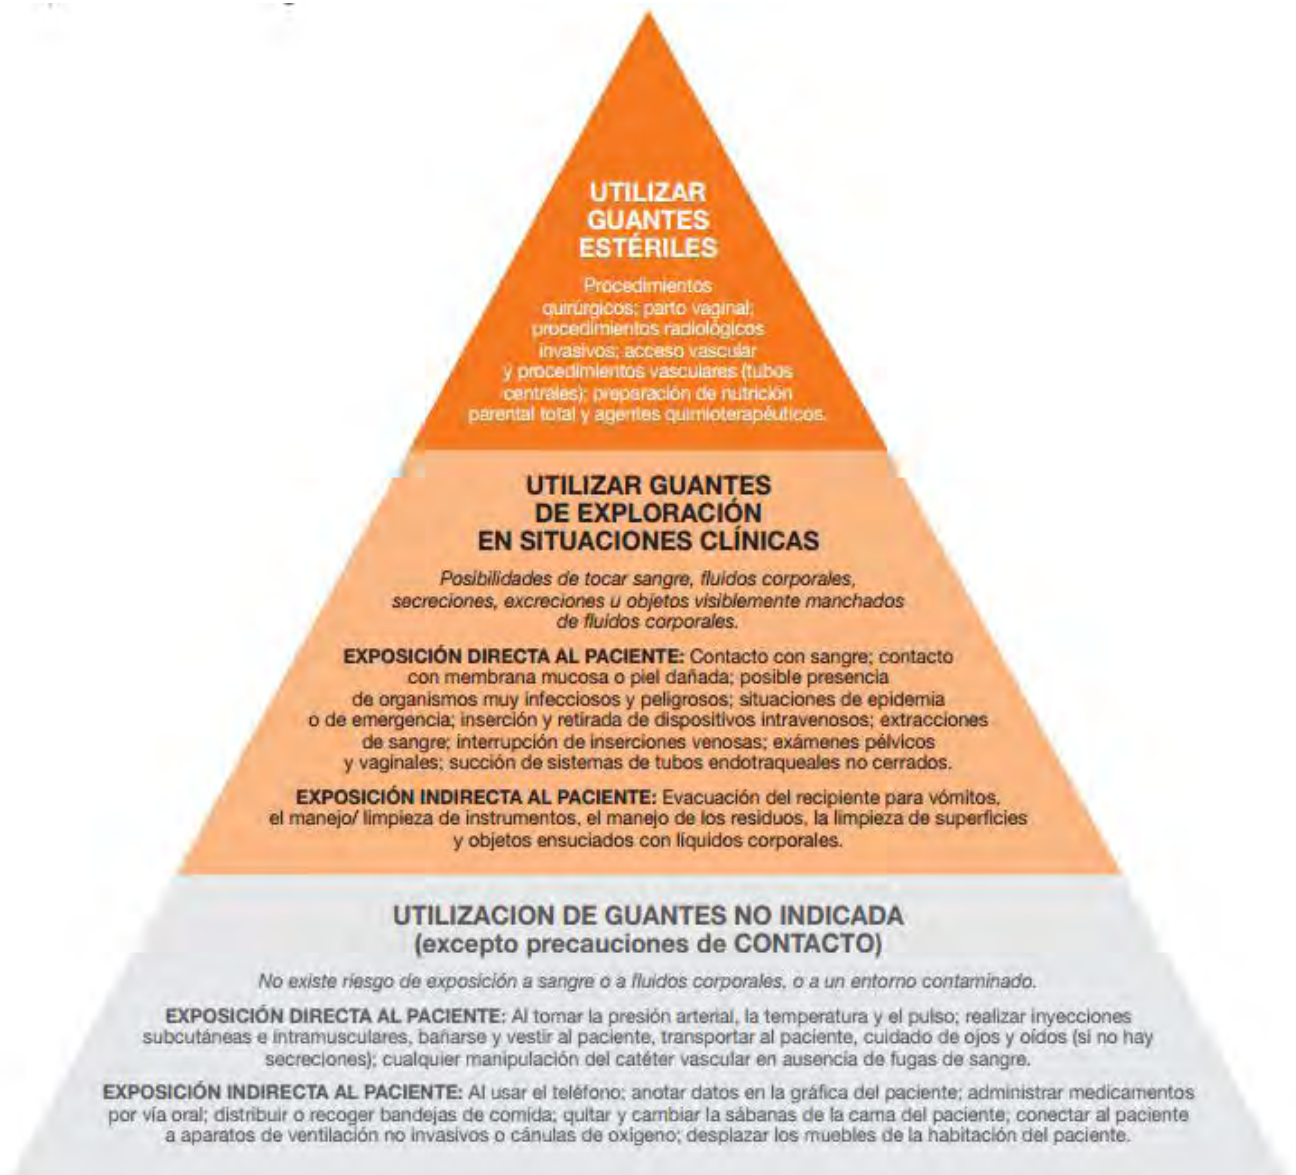 UTILIZAR
GUANTES
ESTÉRILES
Procedimientos
quirúrgicos; parto vaginal;
procedimientos radiológicos
invasivos; acceso vascular
y procedimientos vasculares (tubos
centrales); preparación de nutrición
parental total y agentes quimioterapéuticos.
UTILIZAR GUANTES
DE EXPLORACIÓN
EN SITUACIONES CLÍNICAS
Posibilidades de tocar sangre, fluidos corporales,
secreciones, excreciones u objetos visiblemente manchados
de fluidos corporales.
EXPOSICIÓN DIRECTA AL PACIENTE: Contacto con sangre; contacto
con membrana mucosa o piel dañada; posible presencia
de organismos muy infecciosos y peligrosos; situaciones de epidemia
o de emergencia; inserción y retirada de dispositivos intravenosos; extracciones
de sangre; interrupción de inserciones venosas; exámenes pélvicos
y vaginales; succión de sistemas de tubos endotraqueales no cerrados.
EXPOSICIÓN INDIRECTA AL PACIENTE: Evacuación del recipiente para vómitos,
el manejo/ limpieza de instrumentos, el manejo de los residuos, la limpieza de superficies
y objetos ensuciados con líquidos corporales.
UTILIZACION DE GUANTES NO INDICADA
(excepto precauciones de CONTACTO)
No existe riesgo de exposición a sangre o a fluidos corporales, o a un entorno contaminado.
EXPOSICIÓN DIRECTA AL PACIENTE: Al tomar la presión arterial, la temperatura y el pulso; realizar inyecciones
subcutáneas e intramusculares, bañarse y vestir al paciente, transportar al paciente, cuidado de ojos y oídos (si no hay
secreciones); cualquier manipulación del catéter vascular en ausencia de fugas de sangre.
EXPOSICIÓN INDIRECTA AL PACIENTE: Al usar el teléfono; anotar datos en la gráfica del paciente; administrar medicamentos
por vía oral; distribuir o recoger bandejas de comida; quitar y cambiar la sábanas de la cama del paciente; conectar al paciente
a aparatos de ventilación no invasivos o cánulas de oxígeno; desplazar los muebles de la habitación del paciente.